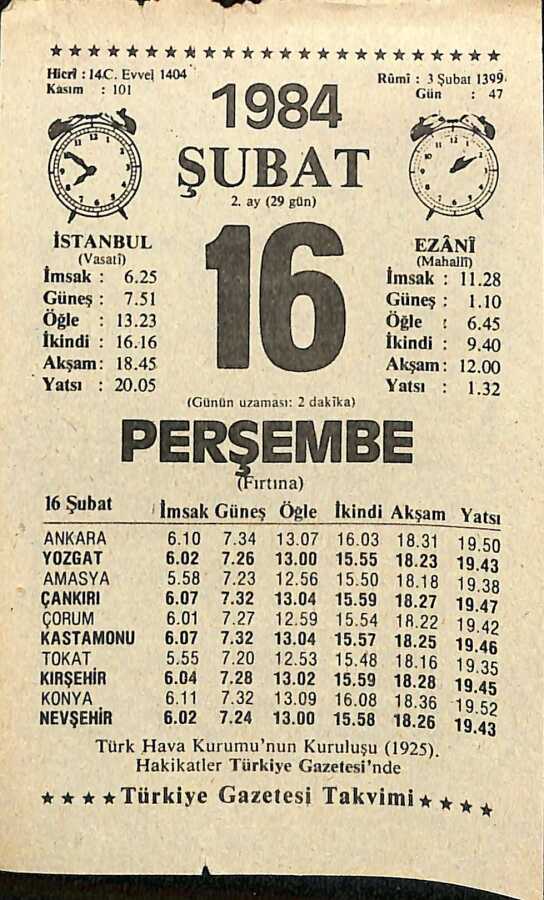 Hicrî : 14C. Evvel 1404
Kasım : 101
Rûmî : 3 Şubat 1399
Gün : 47
1984
ŞUBAT
2. ay (29 gün)
16
İSTANBUL
(Vasatî)
İmsak : 6.25
Güneş : 7.51
Öğle : 13.23
İkindi : 16.16
Akşam : 18.45
Yatsı : 20.05
EZÂNÎ
(Mahallî)
İmsak : 11.28
Güneş : 1.10
Öğle : 6.45
İkindi : 9.40
Akşam : 12.00
Yatsı : 1.32
(Günün uzaması: 2 dakîka)
PERŞEMBE
(Fırtına)
16 Şubat İmsak Güneş Öğle İkindi Akşam Yatsı
ANKARA 6.10 7.34 13.07 16.03 18.31 19.50
YOZGAT 6.02 7.26 13.00 15.55 18.23 19.43
AMASYA 5.58 7.23 12.56 15.50 18.18 19.38
ÇANKIRI 6.07 7.32 13.04 15.59 18.27 19.47
ÇORUM 6.01 7.27 12.59 15.54 18.22 19.42
KASTAMONU 6.07 7.32 13.04 15.57 18.25 19.46
TOKAT 5.55 7.20 12.53 15.48 18.16 19.35
KIRŞEHİR 6.04 7.28 13.02 15.59 18.28 19.45
KONYA 6.11 7.32 13.09 16.08 18.36 19.52
NEVŞEHİR 6.02 7.24 13.00 15.58 18.26 19.43
Türk Hava Kurumu'nun Kuruluşu (1925).
Hakikatler Türkiye Gazetesi'nde
Türkiye Gazetesi Takvimi